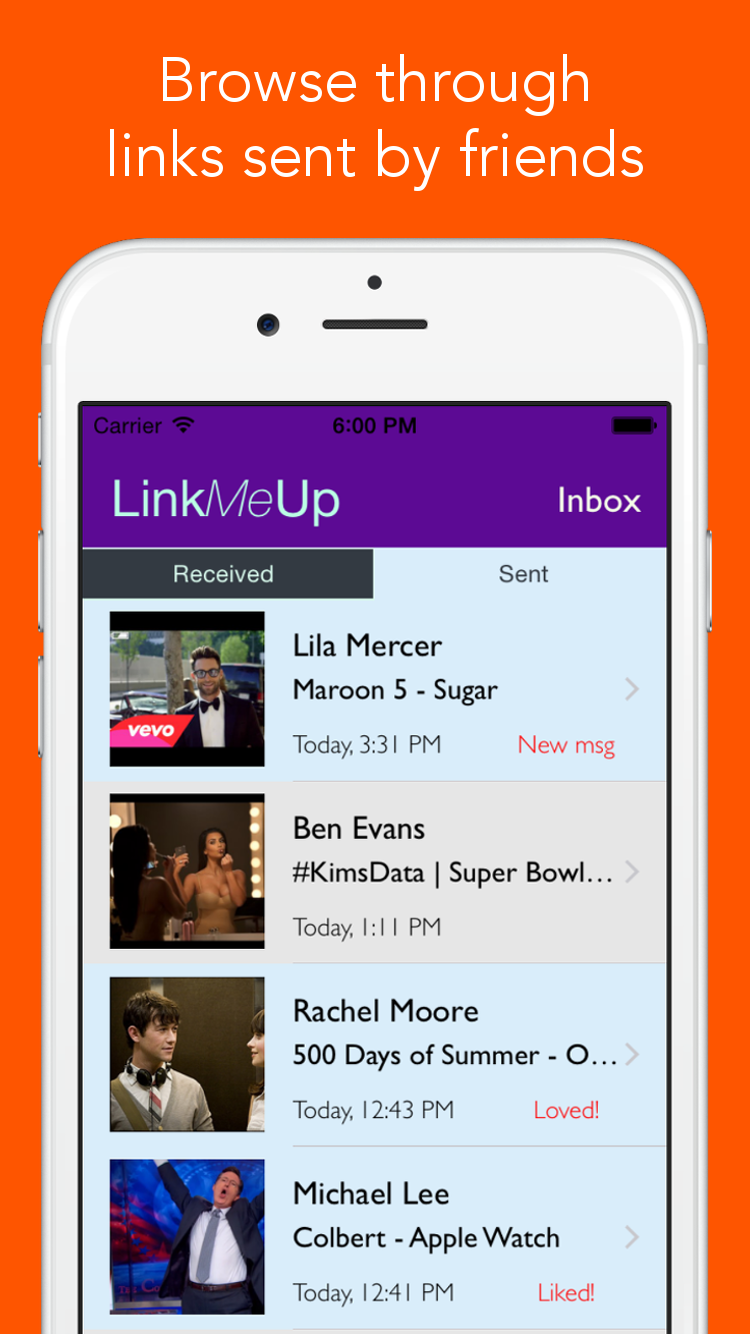 Browse through
links sent by friends
Carrier 6:00 PM
LinkMeUp Inbox
Received Sent
Lila Mercer
Maroon 5 - Sugar
vevo
Today, 3:31 PM New msg
Ben Evans
#KimsData | Super Bowl...
Today, 1:11 PM
Rachel Moore
500 Days of Summer - O...
Today, 12:43 PM Loved!
Michael Lee
Colbert - Apple Watch
Today, 12:41 PM Liked!